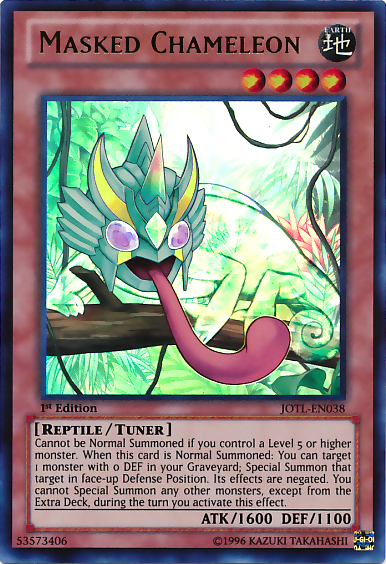 MASKED CHAMELEON
EARTH
地
1st Edition
JOTL-EN038
[REPTILE / TUNER]
Cannot be Normal Summoned if you control a Level 5 or higher
monster. When this card is Normal Summoned: You can target
1 monster with 0 DEF in your Graveyard; Special Summon that
target in face-up Defense Position. Its effects are negated. You
cannot Special Summon any other monsters, except from the
Extra Deck, during the turn you activate this effect.
ATK/1600 DEF/1100
53573406
©1996 KAZUKI TAKAHASHI